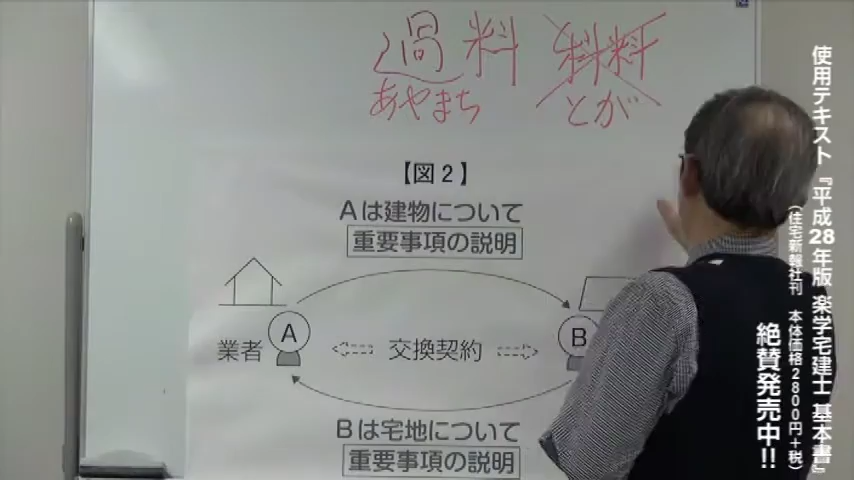 過料 科料
あやまち とが
【図2】
Aは建物について
重要事項の説明
業者 A 交換契約 B
Bは宅地について
重要事項の説明
使用テキスト『平成28年版 楽学宅建士 基本書』
(住宅新報社刊 本体価格2800円+税)
絶賛発売中!!